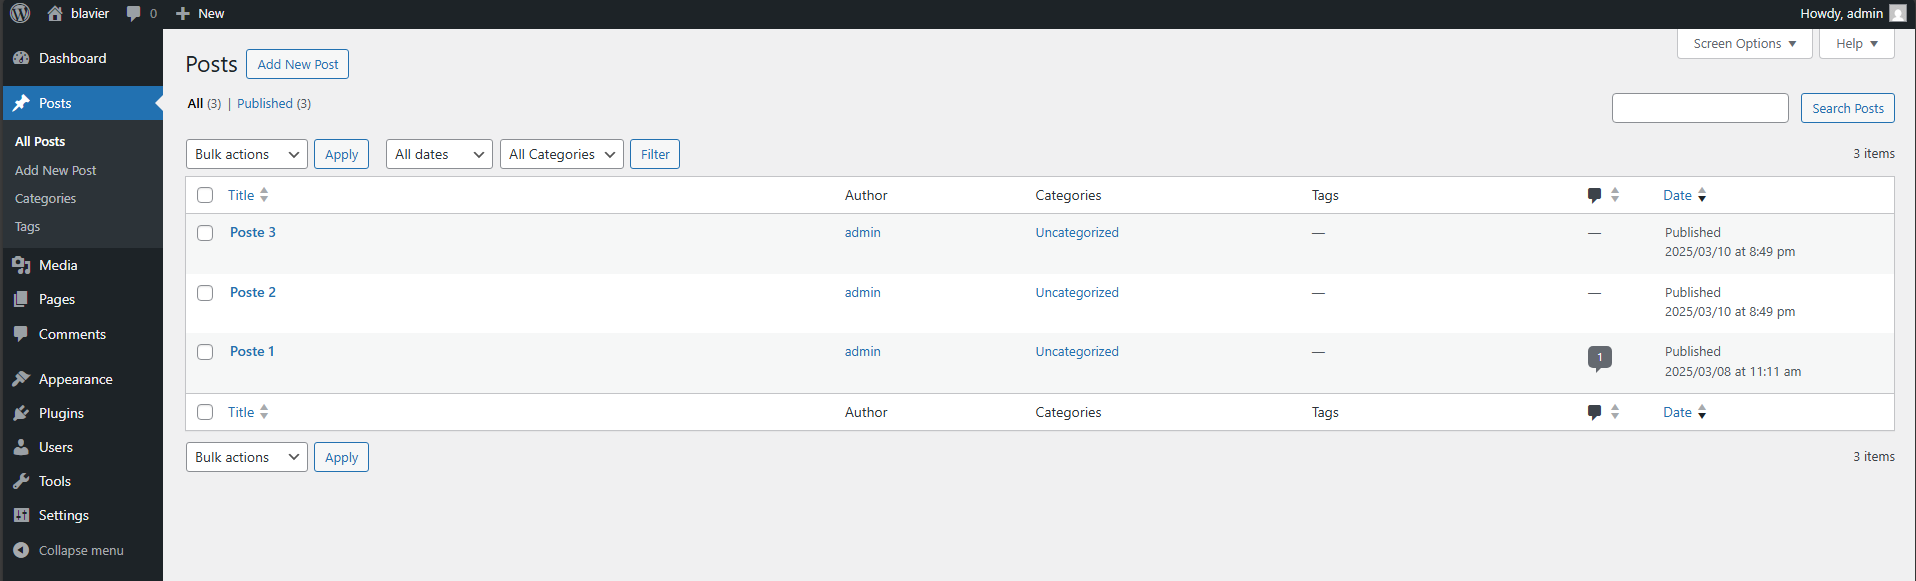 blavier 0 New Howdy, admin
Screen Options Help
Dashboard
Posts
All Posts
Add New Post
Categories
Tags
Media
Pages
Comments
Appearance
Plugins
Users
Tools
Settings
Collapse menu
Posts Add New Post
All (3) | Published (3)
Search Posts
Bulk actions Apply All dates All Categories Filter 3 items
Title Author Categories Tags Date
Poste 3 admin Uncategorized — — Published
2025/03/10 at 8:49 pm
Poste 2 admin Uncategorized — — Published
2025/03/10 at 8:49 pm
Poste 1 admin Uncategorized — 1 Published
2025/03/08 at 11:11 am
Title Author Categories Tags Date
Bulk actions Apply 3 items